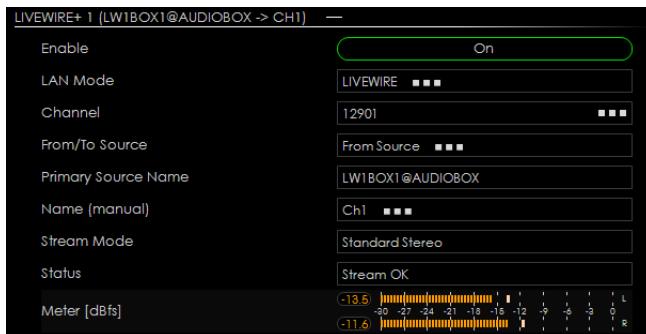 LIVEWIRE+ 1 (LW1BOX1@AUDIOBOX -> CH1) —
Enable On
LAN Mode LIVEWIRE
Channel 12901
From/To Source From Source
Primary Source Name LW1BOX1@AUDIOBOX
Name (manual) Ch1
Stream Mode Standard Stereo
Status Stream OK
Meter [dBfs]
-13.5 L
-30 -27 -24 -21 -18 -15 -12 -9 -6 -3 0
-11.6 R